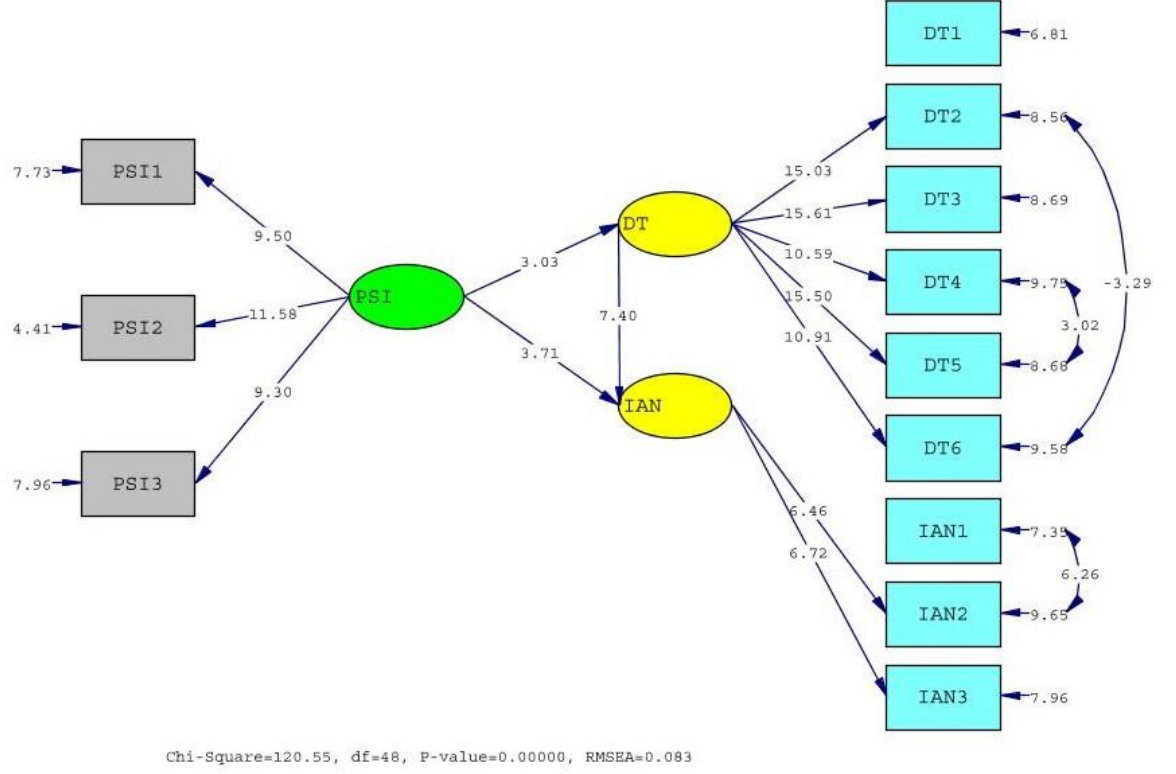 DT1
6.81
DT2
8.56
PSI1
7.73
15.03
DT3
8.69
15.61
9.50
DT
3.03
10.59
DT4
9.75
-3.29
PSI
15.50
7.40
11.58
PSI2
4.41
3.02
10.91
3.71
DT5
8.68
9.30
IAN
DT6
9.58
PSI3
7.96
6.46
IAN1
7.35
6.72
6.26
IAN2
9.65
IAN3
7.96
Chi-Square=120.55, df=48, P-value=0.00000, RMSEA=0.083